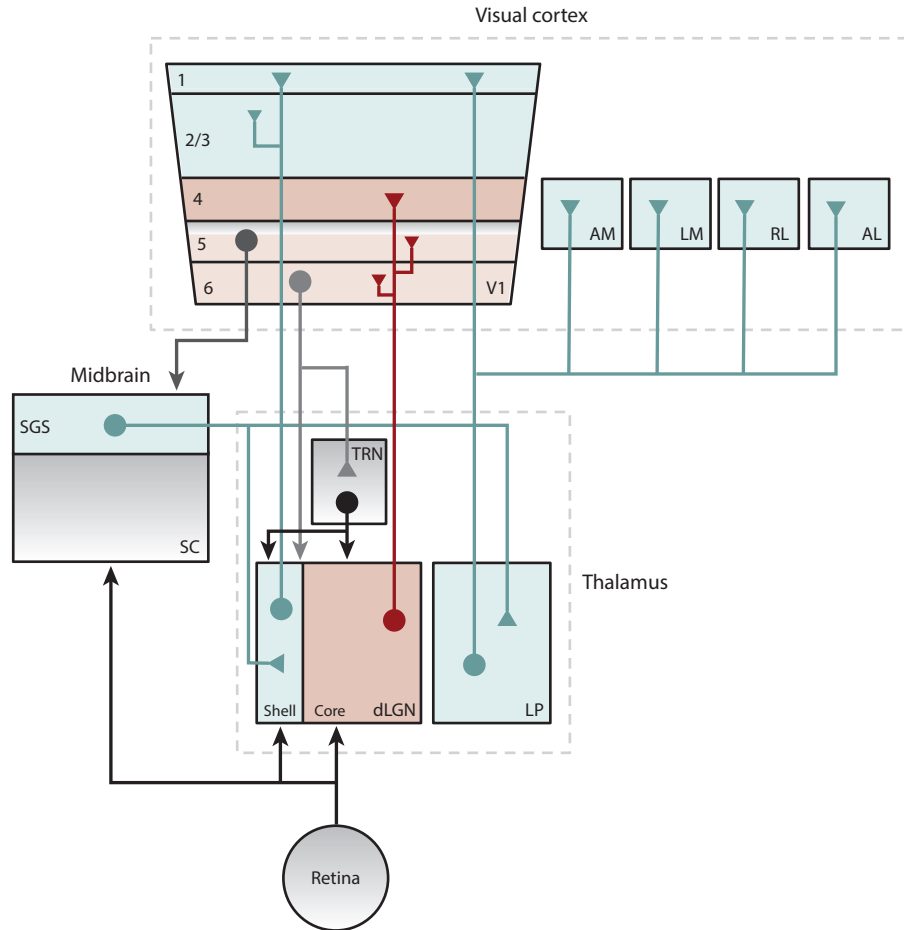 Visual cortex
1
2/3
4
5
6
V1
AM
LM
RL
AL
Midbrain
SGS
SC
TRN
Thalamus
Shell
Core
dLGN
LP
Retina